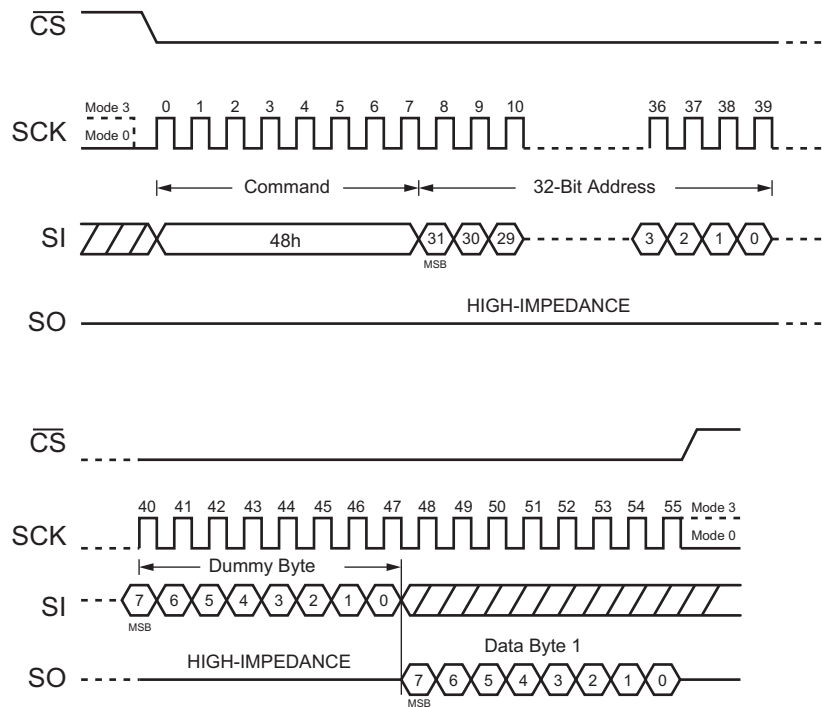 CS
Mode 3 0 1 2 3 4 5 6 7 8 9 10 36 37 38 39
SCK Mode 0
Command 32-Bit Address
SI 48h 31 30 29 3 2 1 0
MSB
HIGH-IMPEDANCE
SO
CS
40 41 42 43 44 45 46 47 48 49 50 51 52 53 54 55 Mode 3
SCK Mode 0
Dummy Byte
SI 7 6 5 4 3 2 1 0
MSB
Data Byte 1
HIGH-IMPEDANCE
SO 7 6 5 4 3 2 1 0
MSB